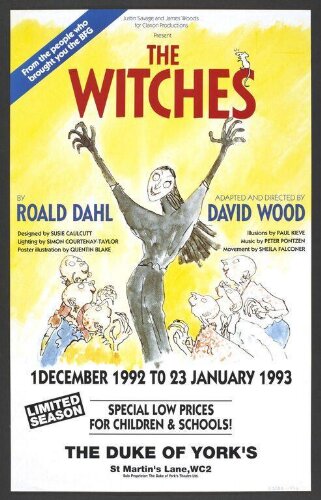 From the people who
brought you the BFG
Justin Savage and James Woods
for Clarion Productions
Present
THE
WITCHES
BY
ROALD DAHL
Designed by SUSIE CAULCUTT
Lighting by SIMON COURTENAY-TAYLOR
Poster illustration by QUENTIN BLAKE
ADAPTED AND DIRECTED BY
DAVID WOOD
Illusions by PAUL KIEVE
Music by PETER PONTZEN
Movement by SHEILA FALCONER
1 DECEMBER 1992 TO 23 JANUARY 1993
LIMITED
SEASON
SPECIAL LOW PRICES
FOR CHILDREN & SCHOOLS!
THE DUKE OF YORK'S
St Martin's Lane, WC2
Sole Proprietor: The Duke of York's Theatre Ltd.